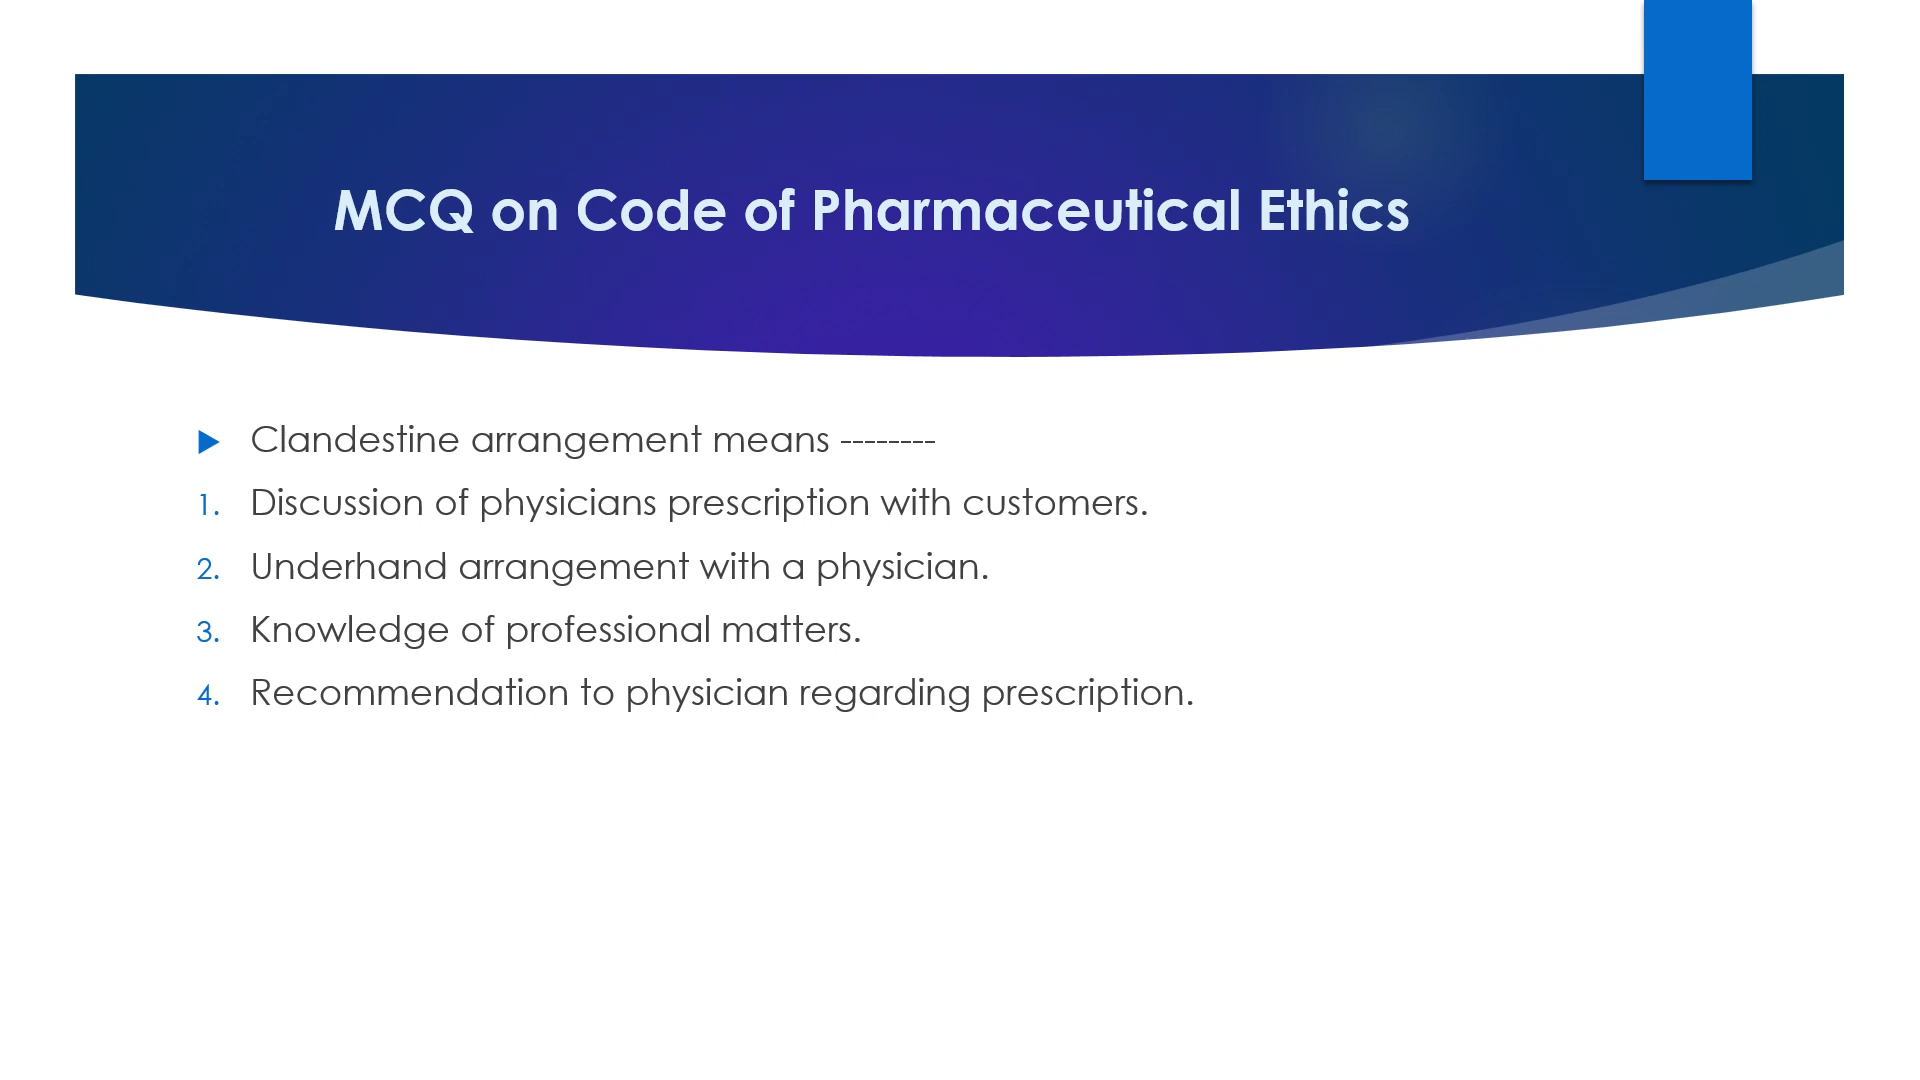 MCQ on Code of Pharmaceutical Ethics
Clandestine arrangement means --------
1. Discussion of physicians prescription with customers.
2. Underhand arrangement with a physician.
3. Knowledge of professional matters.
4. Recommendation to physician regarding prescription.